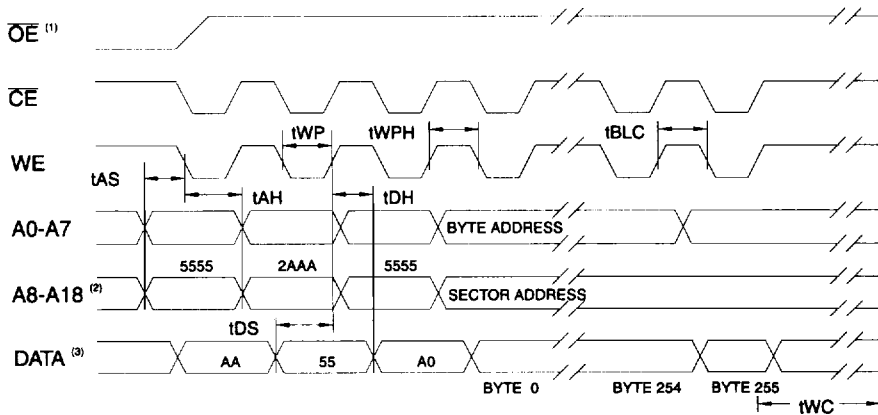 OE (1)
CE
tWP tWPH tBLC
WE
tAS
tAH tDH
A0-A7 BYTE ADDRESS
5555 2AAA 5555
A8-A18 (2) SECTOR ADDRESS
tDS
DATA (3) AA 55 A0
BYTE 0 BYTE 254 BYTE 255
tWC